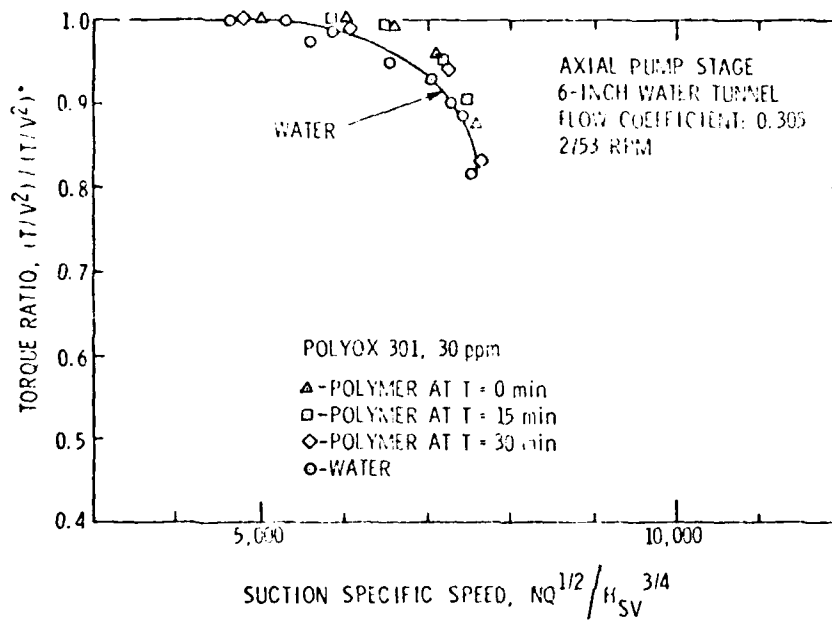 1.0
0.9
0.8
0.7
0.6
0.5
0.4
TORQUE RATIO, (T/V²)/(T/V²)*
WATER
AXIAL PUMP STAGE
6-INCH WATER TUNNEL
FLOW COEFFICIENT: 0.305
2753 RPM
POLYOX 301, 30 ppm
△-POLYMER AT T = 0 min
□-POLYMER AT T = 15 min
◇-POLYMER AT T = 30 min
○-WATER
5,000 10,000
SUCTION SPECIFIC SPEED, NQ^1/2/H_SV^3/4